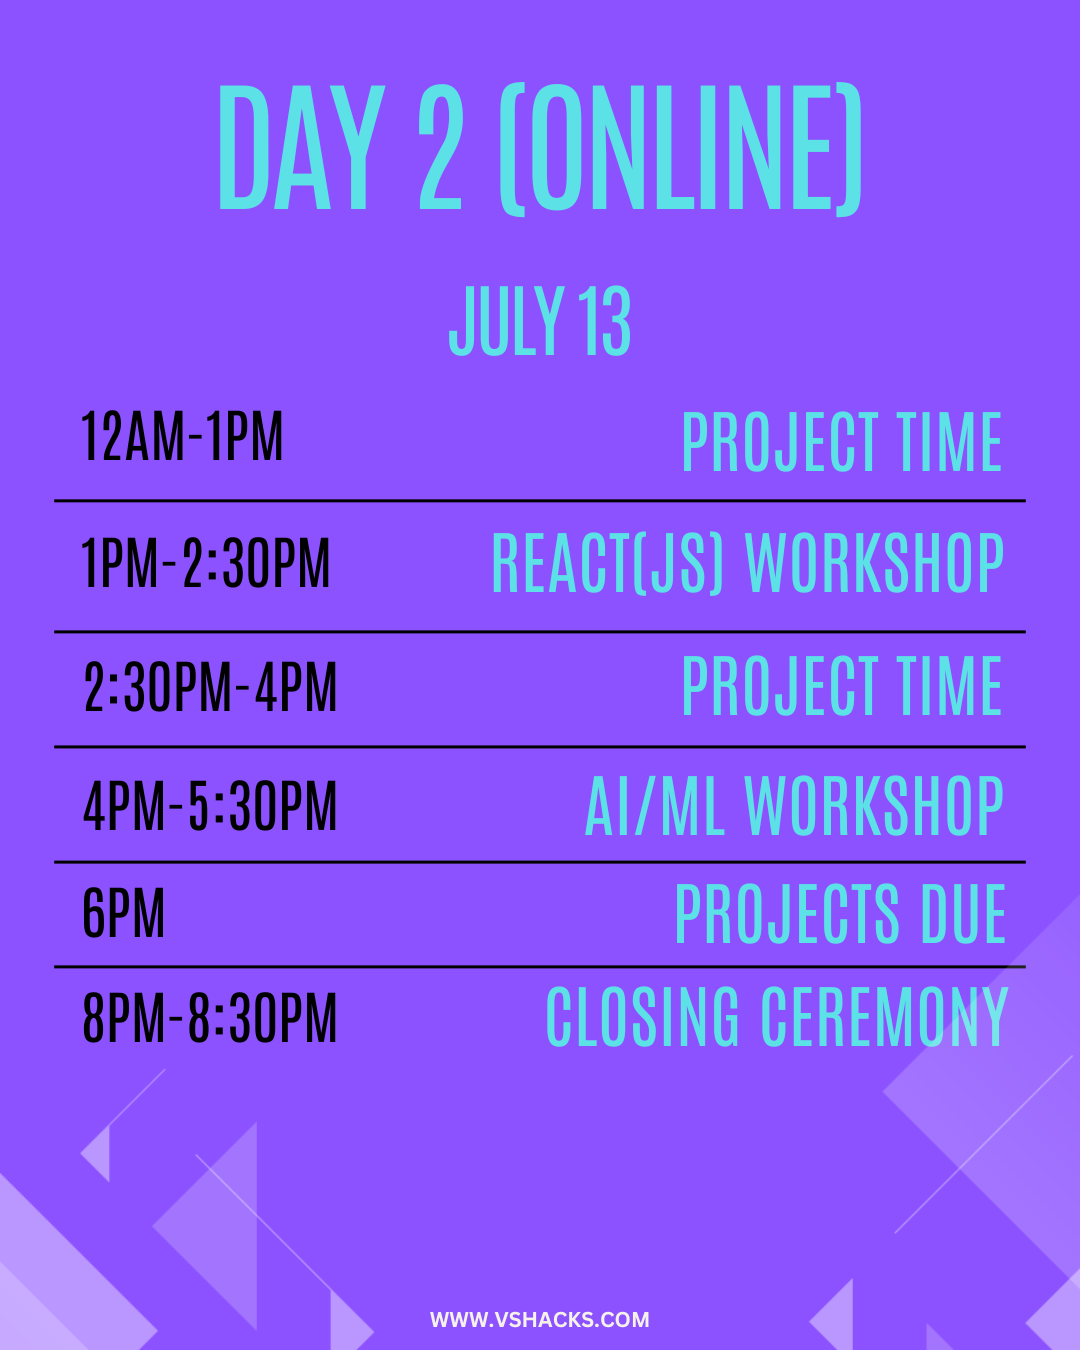 DAY 2 (ONLINE)
JULY 13
12AM-1PM PROJECT TIME
1PM-2:30PM REACT(JS) WORKSHOP
2:30PM-4PM PROJECT TIME
4PM-5:30PM AI/ML WORKSHOP
6PM PROJECTS DUE
8PM-8:30PM CLOSING CEREMONY
WWW.VSHACKS.COM